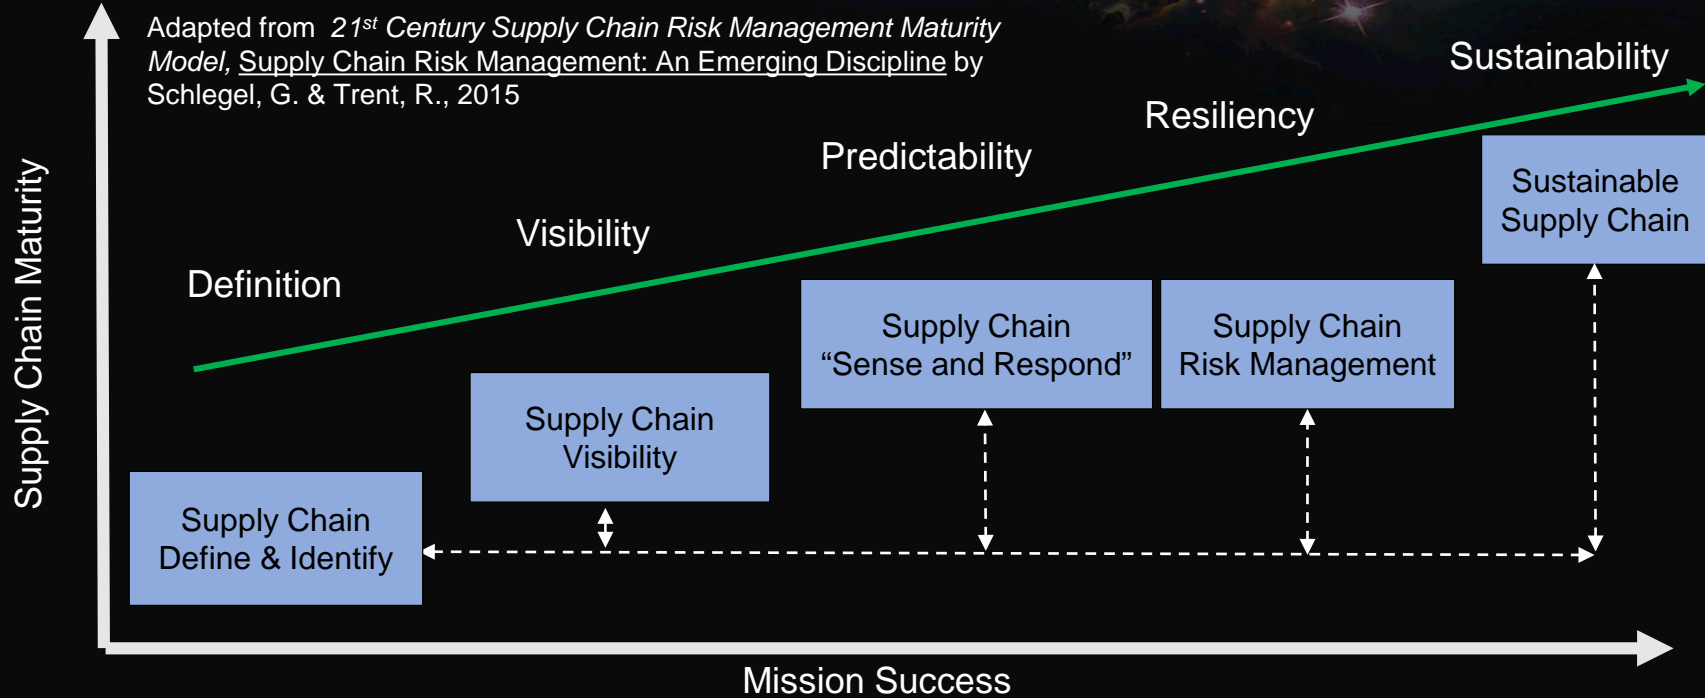 Adapted from 21st Century Supply Chain Risk Management Maturity
Model, Supply Chain Risk Management: An Emerging Discipline by
Schlegel, G. & Trent, R., 2015
Sustainability
Resiliency
Predictability
Visibility
Definition
Supply Chain Maturity
Sustainable
Supply Chain
Supply Chain
“Sense and Respond”
Supply Chain
Risk Management
Supply Chain
Visibility
Supply Chain
Define & Identify
Mission Success